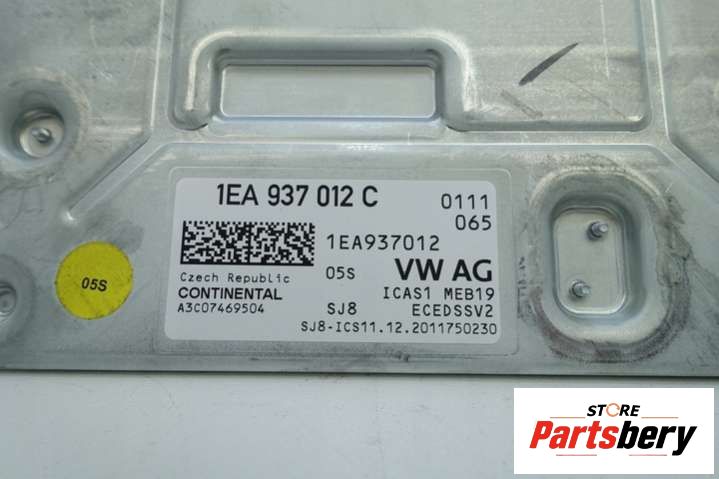 1EA 937 012 C
0111
065
1EA937012
Czech Republic
05S
VW AG
CONTINENTAL
ICAS1 MEB19
A3C07469504
SJ8
ECEDSSV2
SJ8-ICS11.12.2011750230
05S
STORE
Partsbery